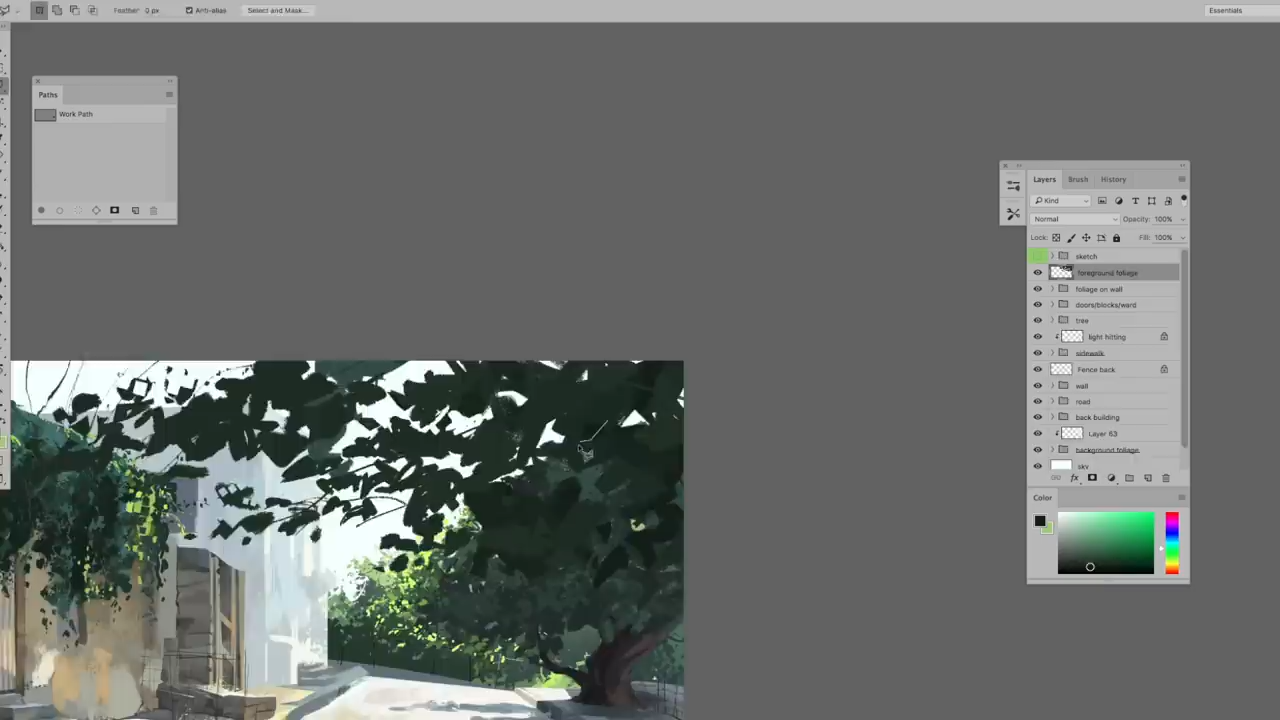 Feather: 0 px Anti-alias Select and Mask... Essentials
Paths
Work Path
Layers Brush History
Kind
Normal Opacity: 100%
Lock: Fill: 100%
sketch
foreground foliage
foliage on wall
doors/blocks/ward
tree
light hitting
sidewalk
Fence back
wall
road
back building
Layer 63
background foliage
sky
fx
Color